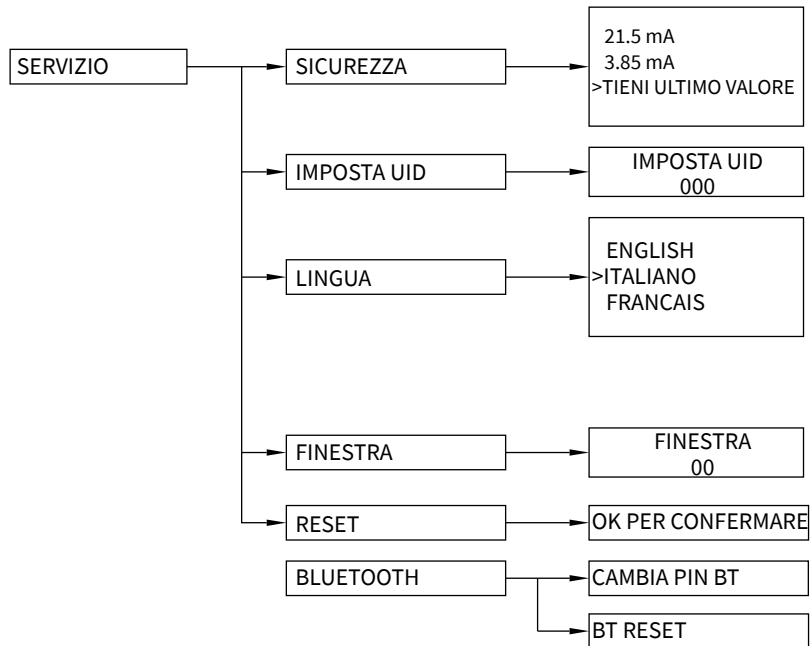 SERVIZIO
SICUREZZA
21.5 mA
3.85 mA
>TIENI ULTIMO VALORE
IMPOSTA UID
IMPOSTA UID
000
LINGUA
ENGLISH
>ITALIANO
FRANCAIS
FINESTRA
FINESTRA
00
RESET
OK PER CONFERMARE
BLUETOOTH
CAMBIA PIN BT
BT RESET